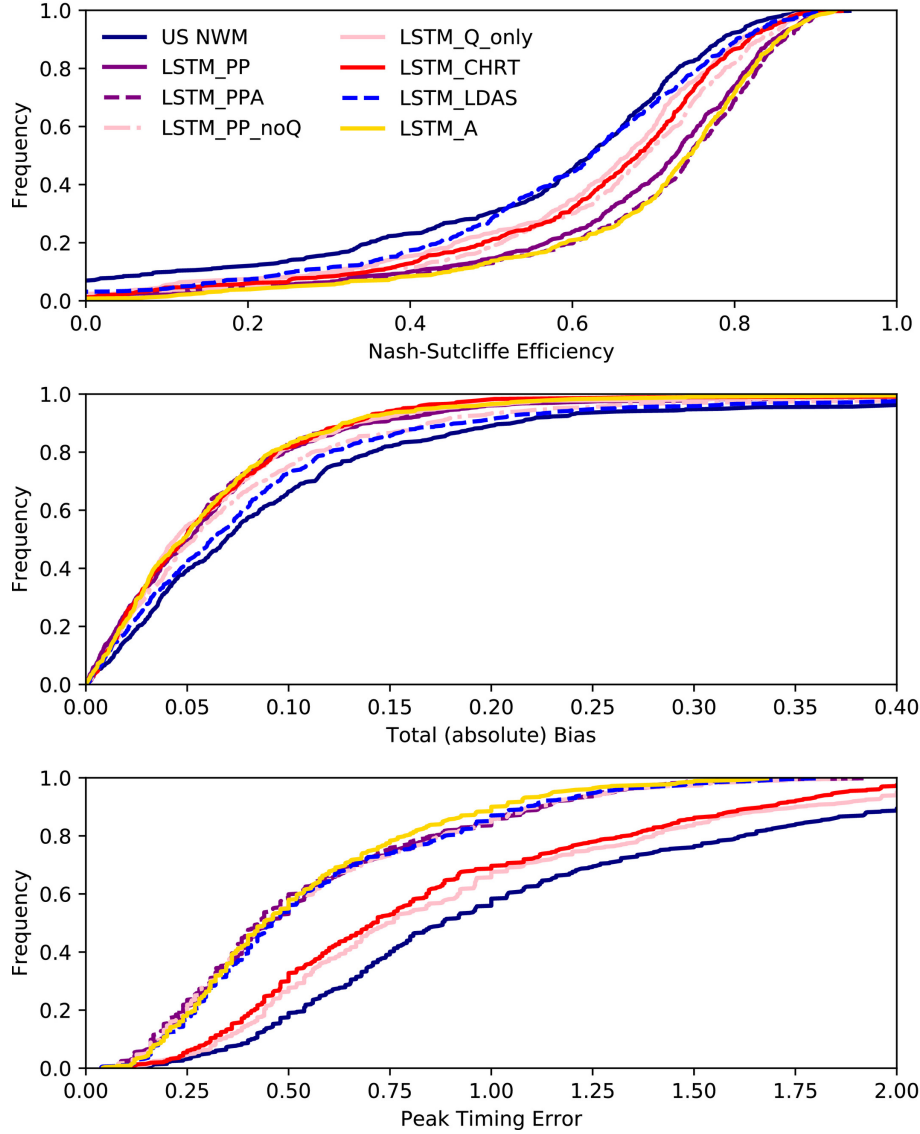 1.0
0.8
0.6
0.4
0.2
0.0
Frequency
US NWM
LSTM_PP
LSTM_PPA
LSTM_PP_noQ
LSTM_Q_only
LSTM_CHRT
LSTM_LDAS
LSTM_A
0.0 0.2 0.4 0.6 0.8 1.0
Nash-Sutcliffe Efficiency
1.0
0.8
0.6
0.4
0.2
0.0
Frequency
0.00 0.05 0.10 0.15 0.20 0.25 0.30 0.35 0.40
Total (absolute) Bias
1.0
0.8
0.6
0.4
0.2
0.0
Frequency
0.00 0.25 0.50 0.75 1.00 1.25 1.50 1.75 2.00
Peak Timing Error